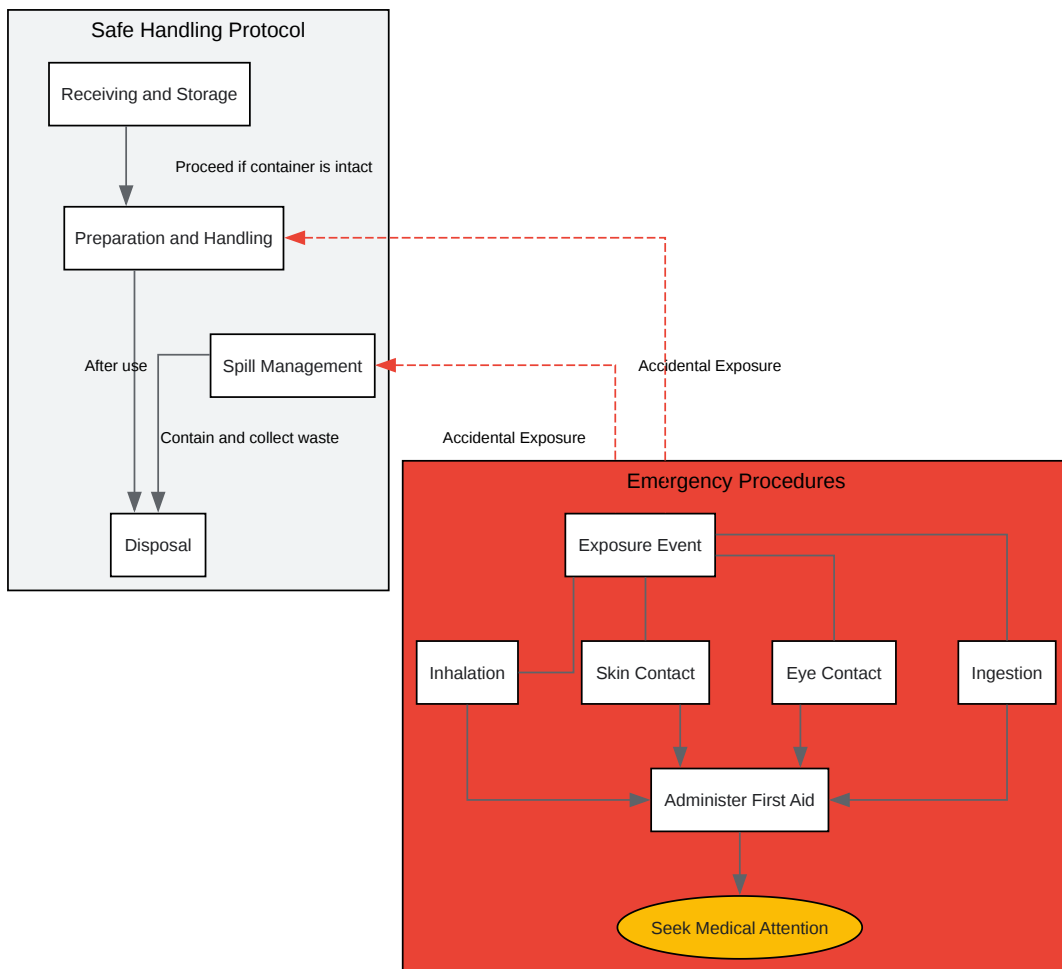 Safe Handling Protocol
Receiving and Storage
Proceed if container is intact
Preparation and Handling
After use
Spill Management
Accidental Exposure
Contain and collect waste
Accidental Exposure
Disposal
Emergency Procedures
Exposure Event
Inhalation
Skin Contact
Eye Contact
Ingestion
Administer First Aid
Seek Medical Attention